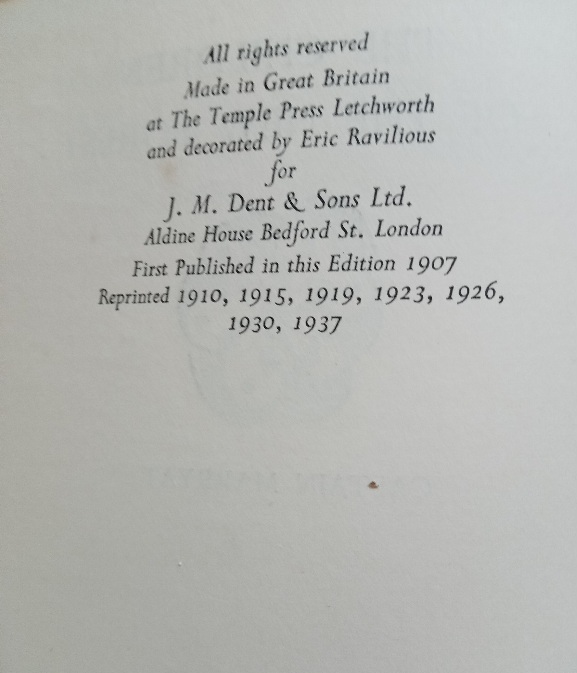 All rights reserved
Made in Great Britain
at The Temple Press Letchworth
and decorated by Eric Ravilious
for
J. M. Dent & Sons Ltd.
Aldine House Bedford St. London
First Published in this Edition 1907
Reprinted 1910, 1915, 1919, 1923, 1926,
1930, 1937